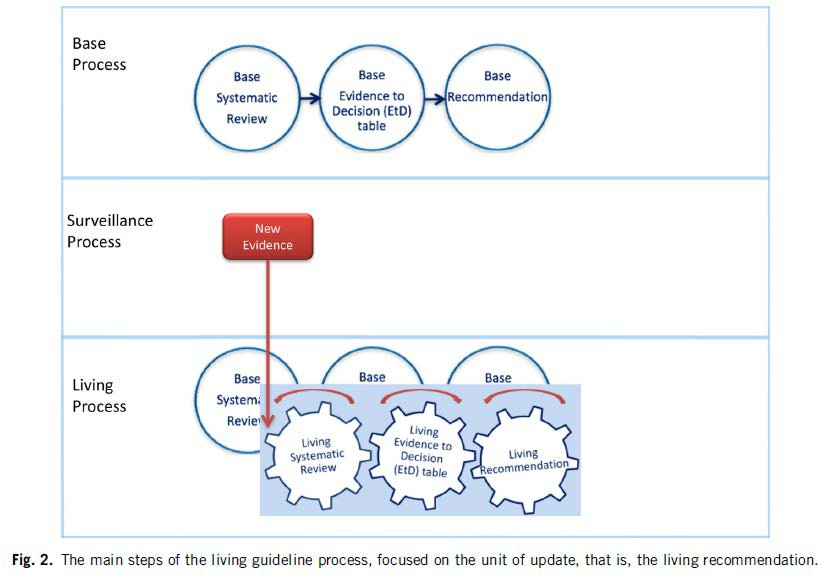 Base
Process
Base
Systematic
Review
Base
Evidence to
Decision (EtD)
table
Base
Recommendation
Surveillance
Process
New
Evidence
Living
Process
Base
Systema
Review
Base
Base
Living
Systematic
Review
Living
Evidence to
Decision
(EtD) table
Living
Recommendation
Fig. 2. The main steps of the living guideline process, focused on the unit of update, that is, the living recommendation.